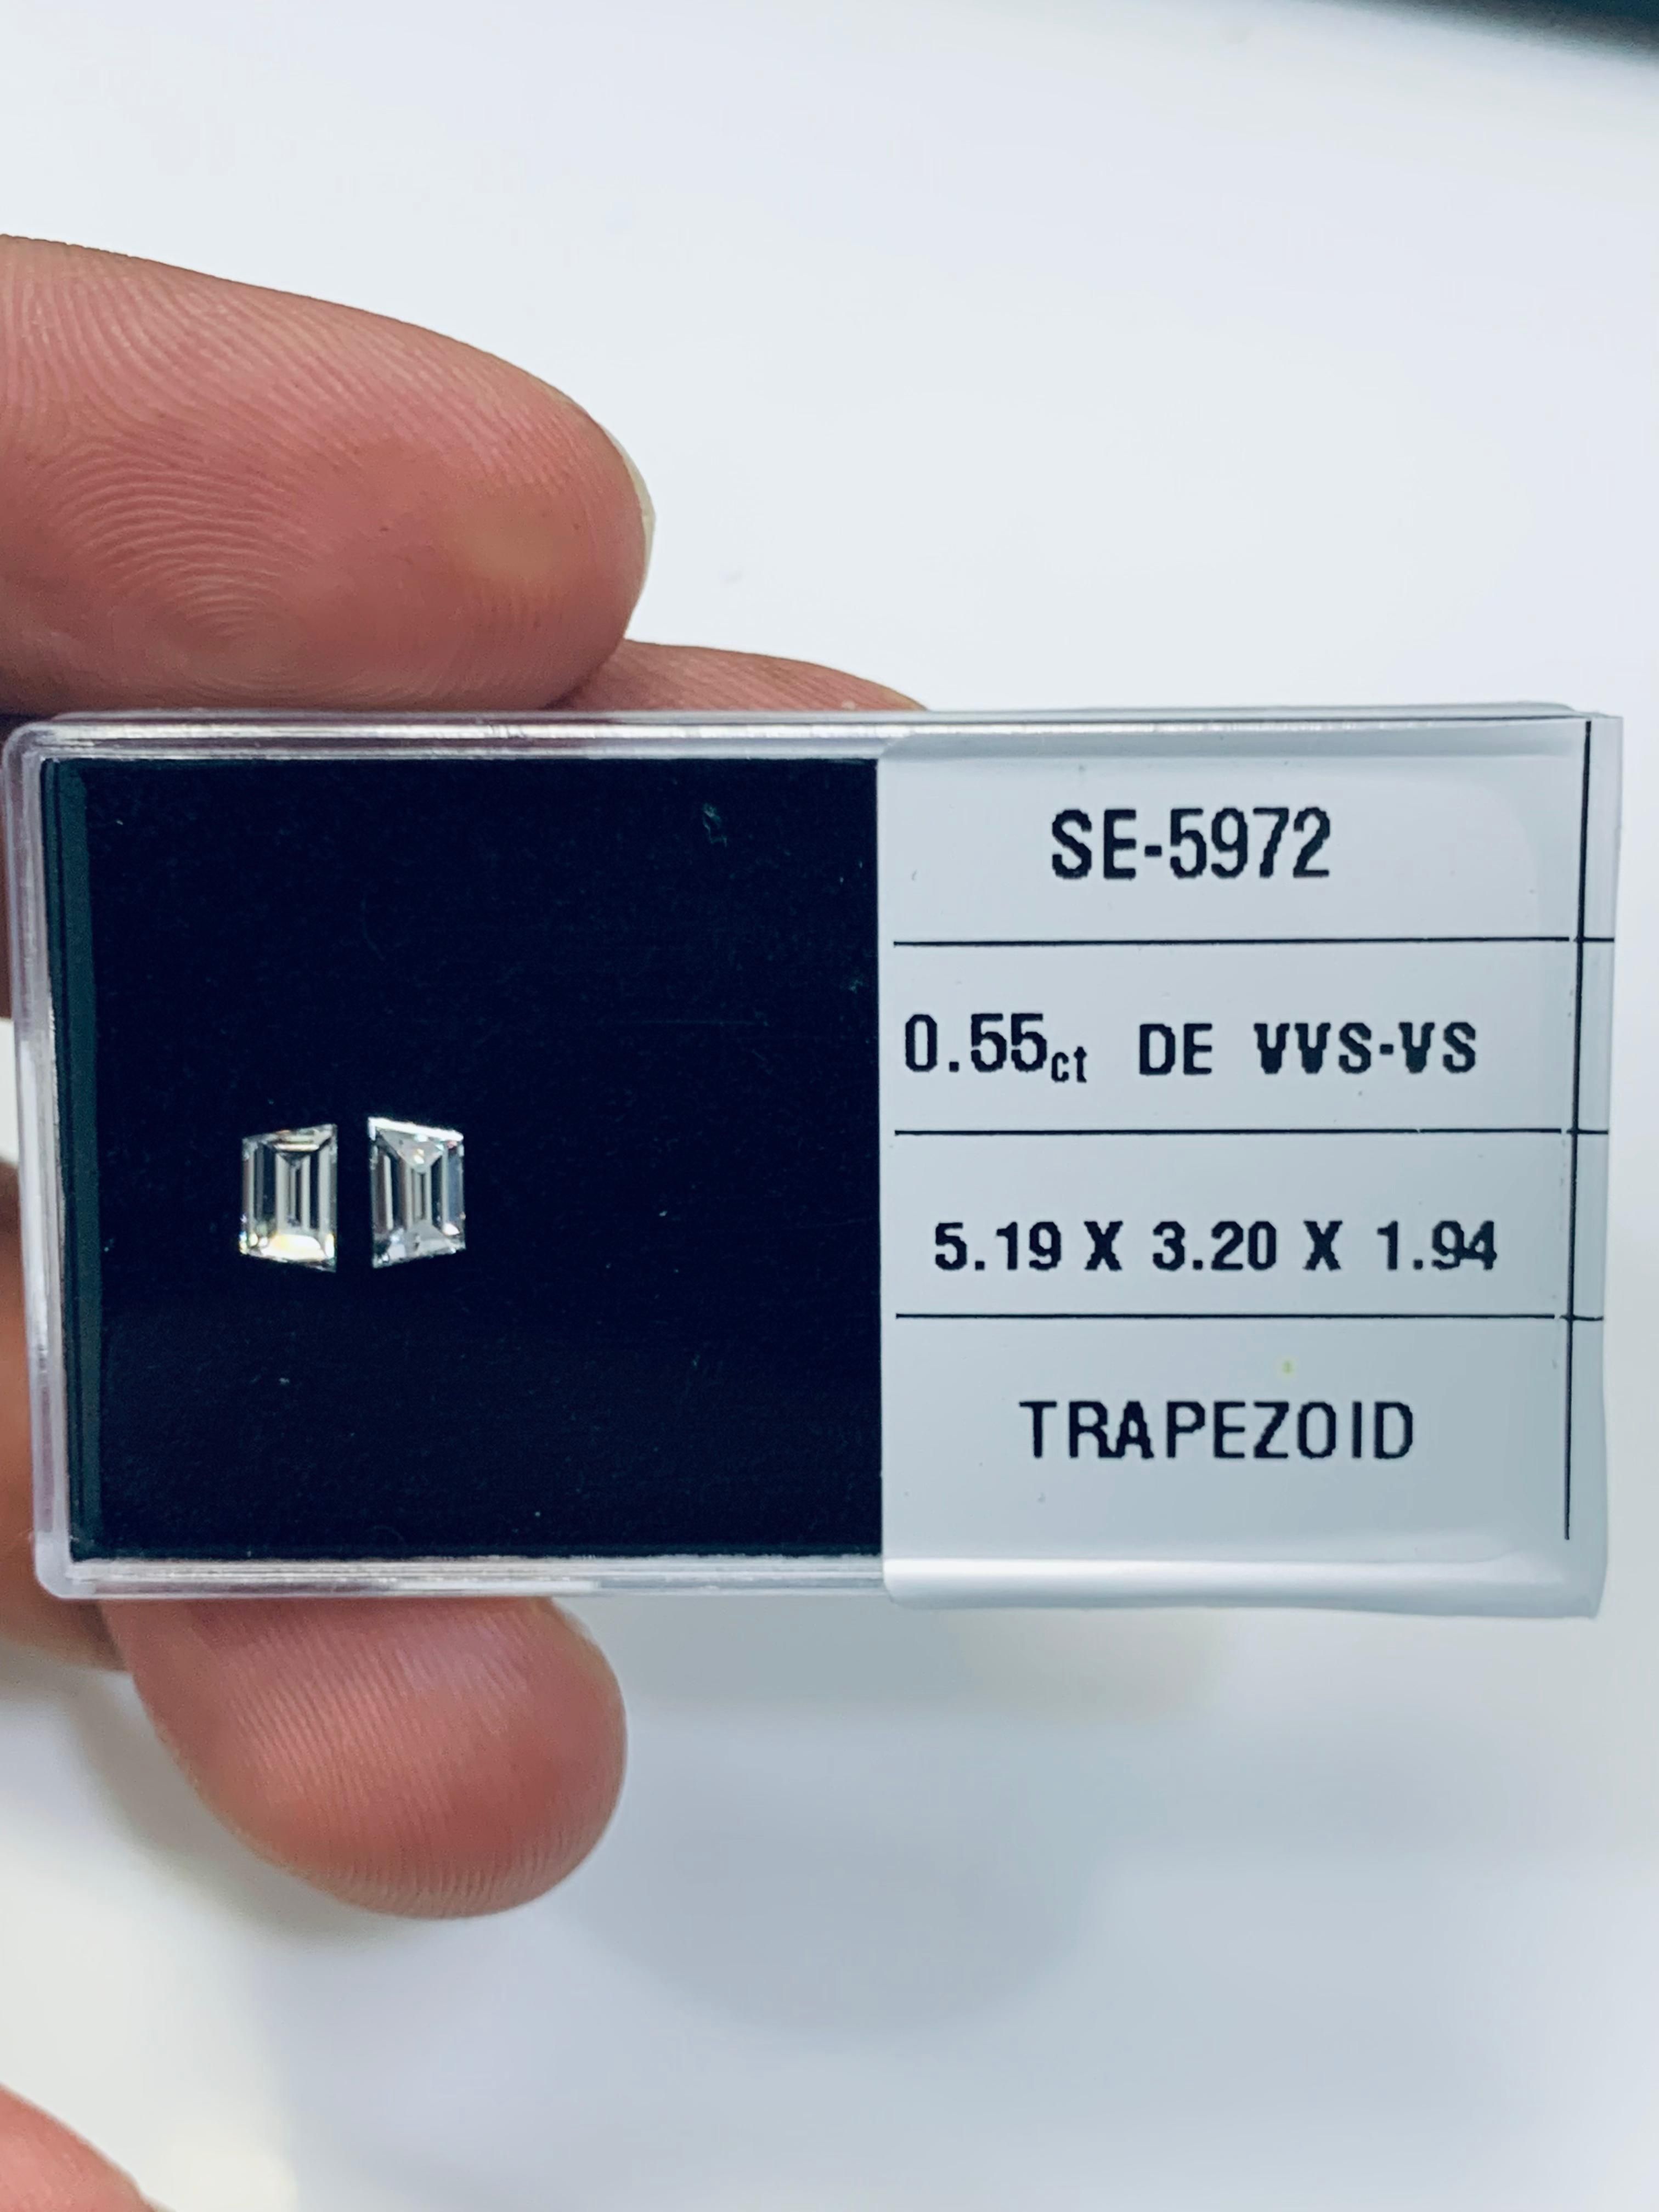 SE-5972
0.55ct DE VVS-VS
5.19 X 3.20 X 1.94
TRAPEZOID